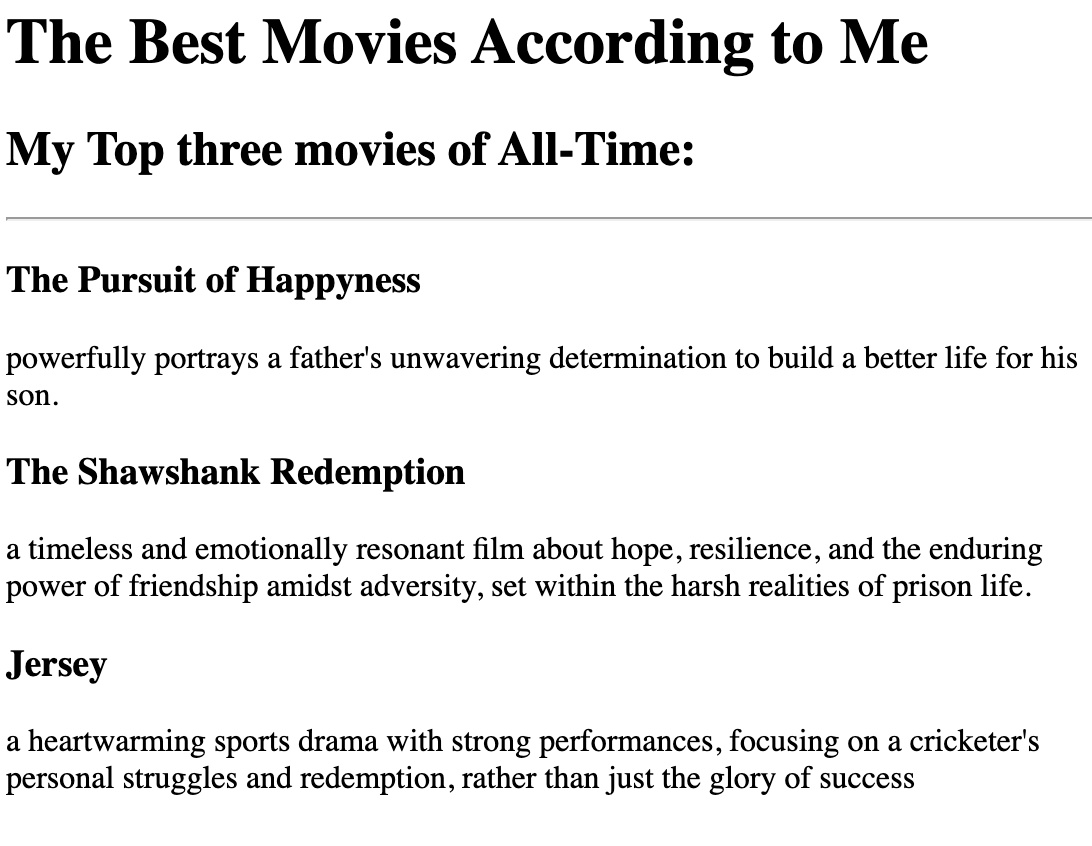 The Best Movies According to Me
My Top three movies of All-Time:
The Pursuit of Happyness
powerfully portrays a father's unwavering determination to build a better life for his
son.
The Shawshank Redemption
a timeless and emotionally resonant film about hope, resilience, and the enduring
power of friendship amidst adversity, set within the harsh realities of prison life.
Jersey
a heartwarming sports drama with strong performances, focusing on a cricketer's
personal struggles and redemption, rather than just the glory of success